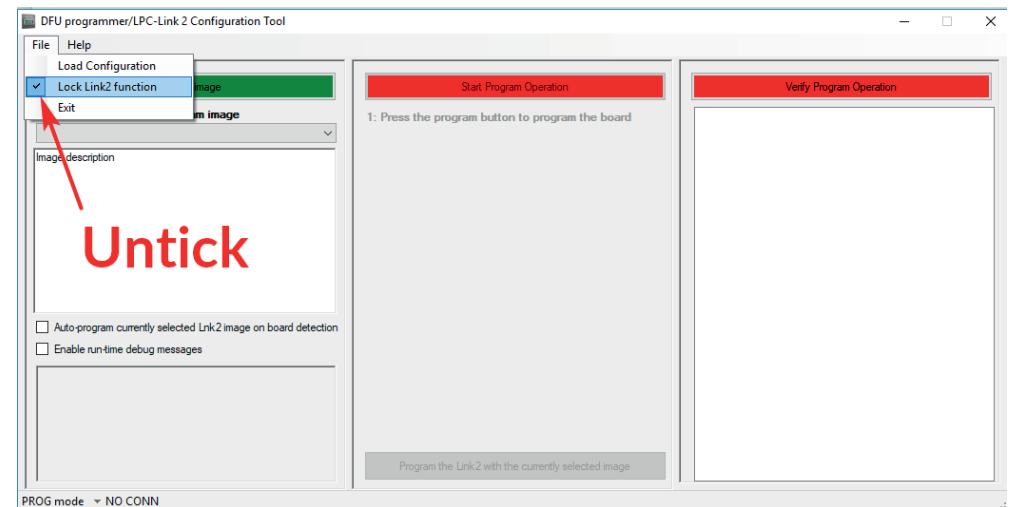 DFU programmer/LPC-Link 2 Configuration Tool
File Help
Load Configuration
Lock Link2 function
Exit
mage
m image
Image description
Untick
Auto-program currently selected Lnk2 image on board detection
Enable run-time debug messages
Start Program Operation
1: Press the program button to program the board
Program the Link2 with the currently selected image
Verify Program Operation
PROG mode NO CONN